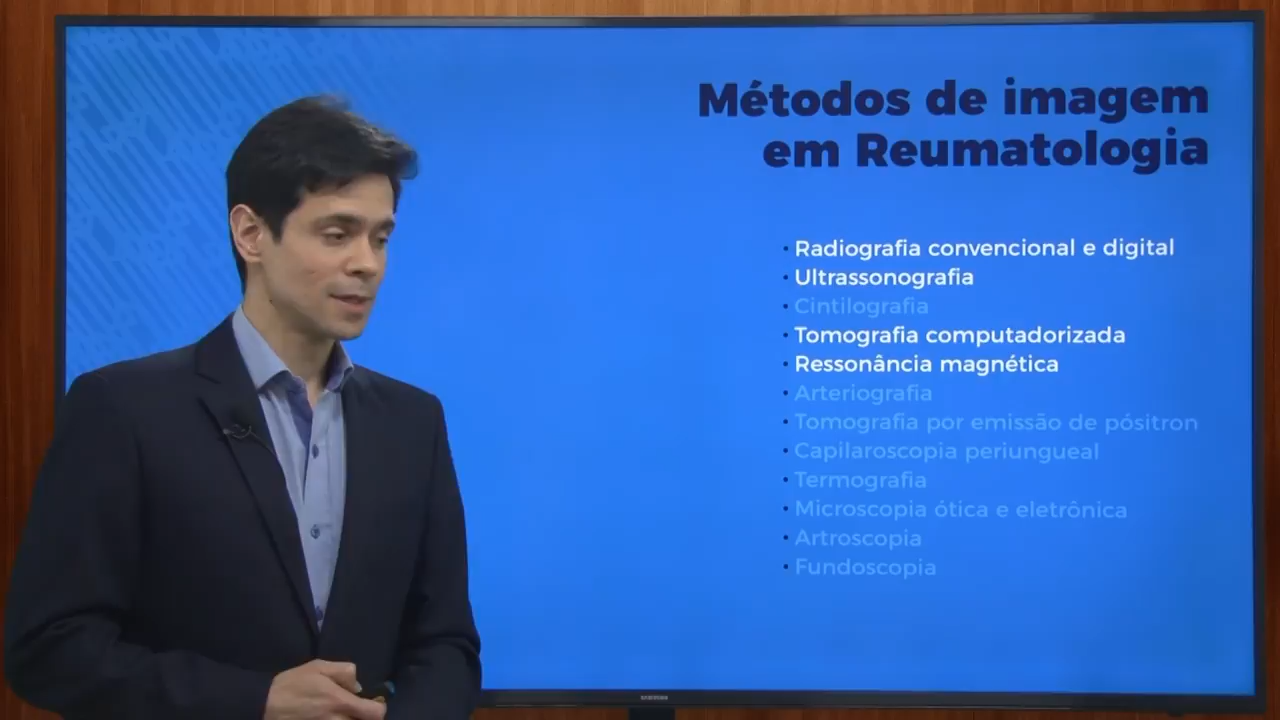 Métodos de imagem
em Reumatologia
• Radiografia convencional e digital
• Ultrassonografia
• Cintilografia
• Tomografia computadorizada
• Ressonância magnética
• Arteriografia
• Tomografia por emissão de pósitron
• Capilaroscopia periungueal
• Termografia
• Microscopia ótica e eletrônica
• Artroscopia
• Fundoscopia
SAMSUNG